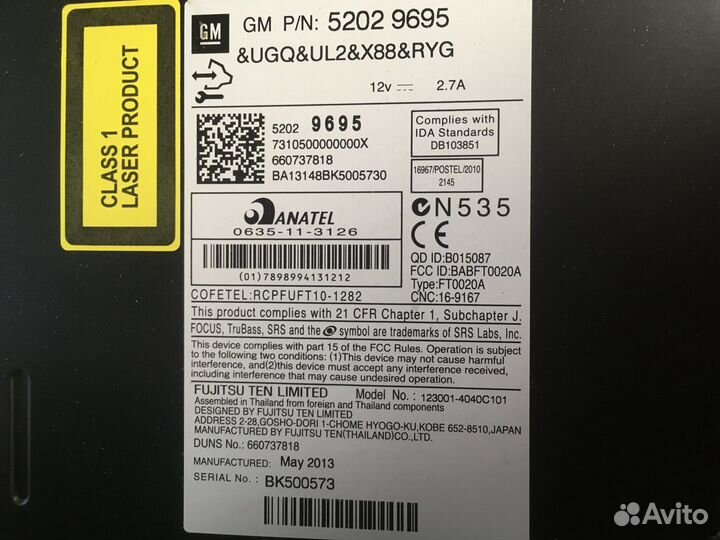 CLASS 1
LASER PRODUCT
GM
GM P/N: 5202 9695
&UGQ&UL2&X88&RYG
12v 2.7A
5202 9695
7310500000000X
660737818
BA13148BK5005730
Complies with
IDA Standards
DB103851
16967/POSTEL/2010
2145
ANATEL
0635-11-3126
(01)7898994131212
N535
CE
QD ID:B015087
FCC ID:BABFT0020A
Type:FT0020A
CNC:16-9167
COFETEL:RCPFUFT10-1282
This product complies with 21 CFR Chapter 1, Subchapter J.
FOCUS, TruBass, SRS and the symbol are trademarks of SRS Labs, Inc.
This device complies with part 15 of the FCC Rules. Operation is subject
to the following two conditions: (1)This device may not cause harmful
interference, and(2)this device must accept any interference received,
including interference that may cause undesired operation.
FUJITSU TEN LIMITED Model No.: 123001-4040C101
Assembled in Thailand from foreign and Thailand components
DESIGNED BY FUJITSU TEN LIMITED
ADDRESS 2-28,GOSHO-DORI 1-CHOME HYOGO-KU,KOBE 652-8510,JAPAN
MANUFACTURED BY FUJITSU TEN(THAILAND)CO.,LTD.
DUNS No.: 660737818
MANUFACTURED: May 2013
SERIAL No.: BK500573
Avito